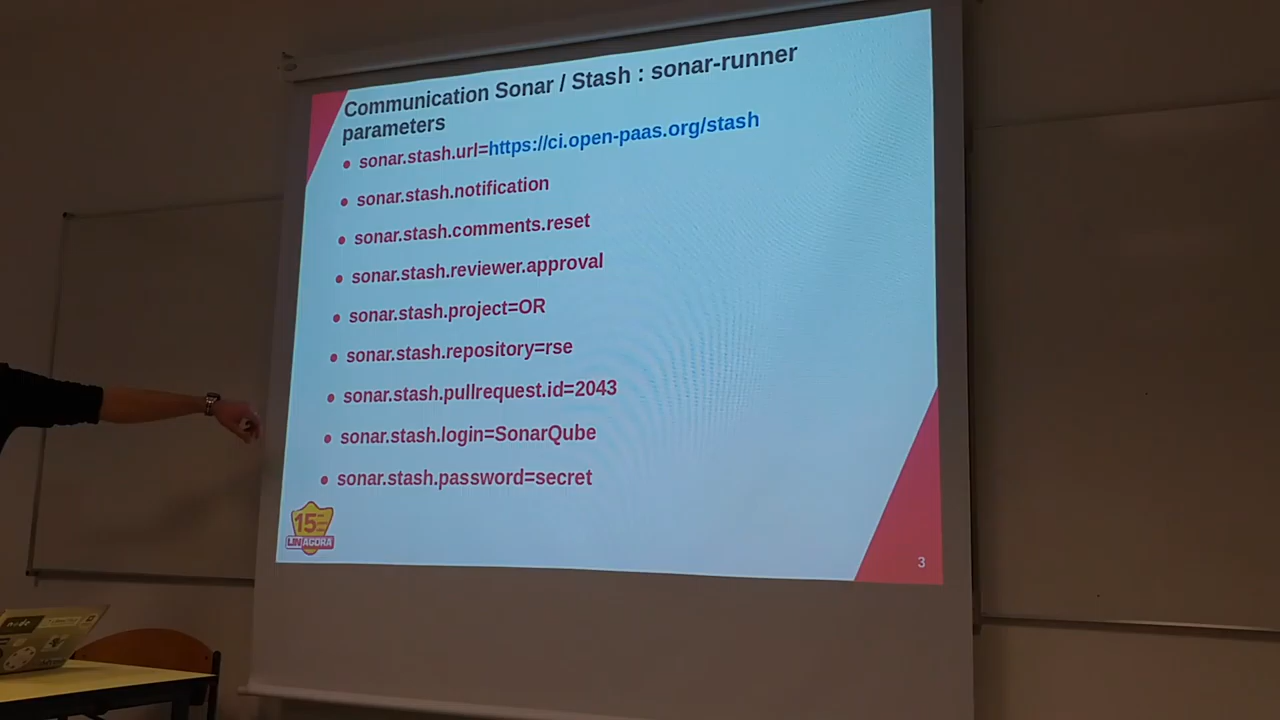 Communication Sonar / Stash : sonar-runner
parameters
sonar.stash.url=https://ci.open-paas.org/stash
sonar.stash.notification
sonar.stash.comments.reset
sonar.stash.reviewer.approval
sonar.stash.project=OR
sonar.stash.repository=rse
sonar.stash.pullrequest.id=2043
sonar.stash.login=SonarQube
sonar.stash.password=secret
15
LINAGORA
3